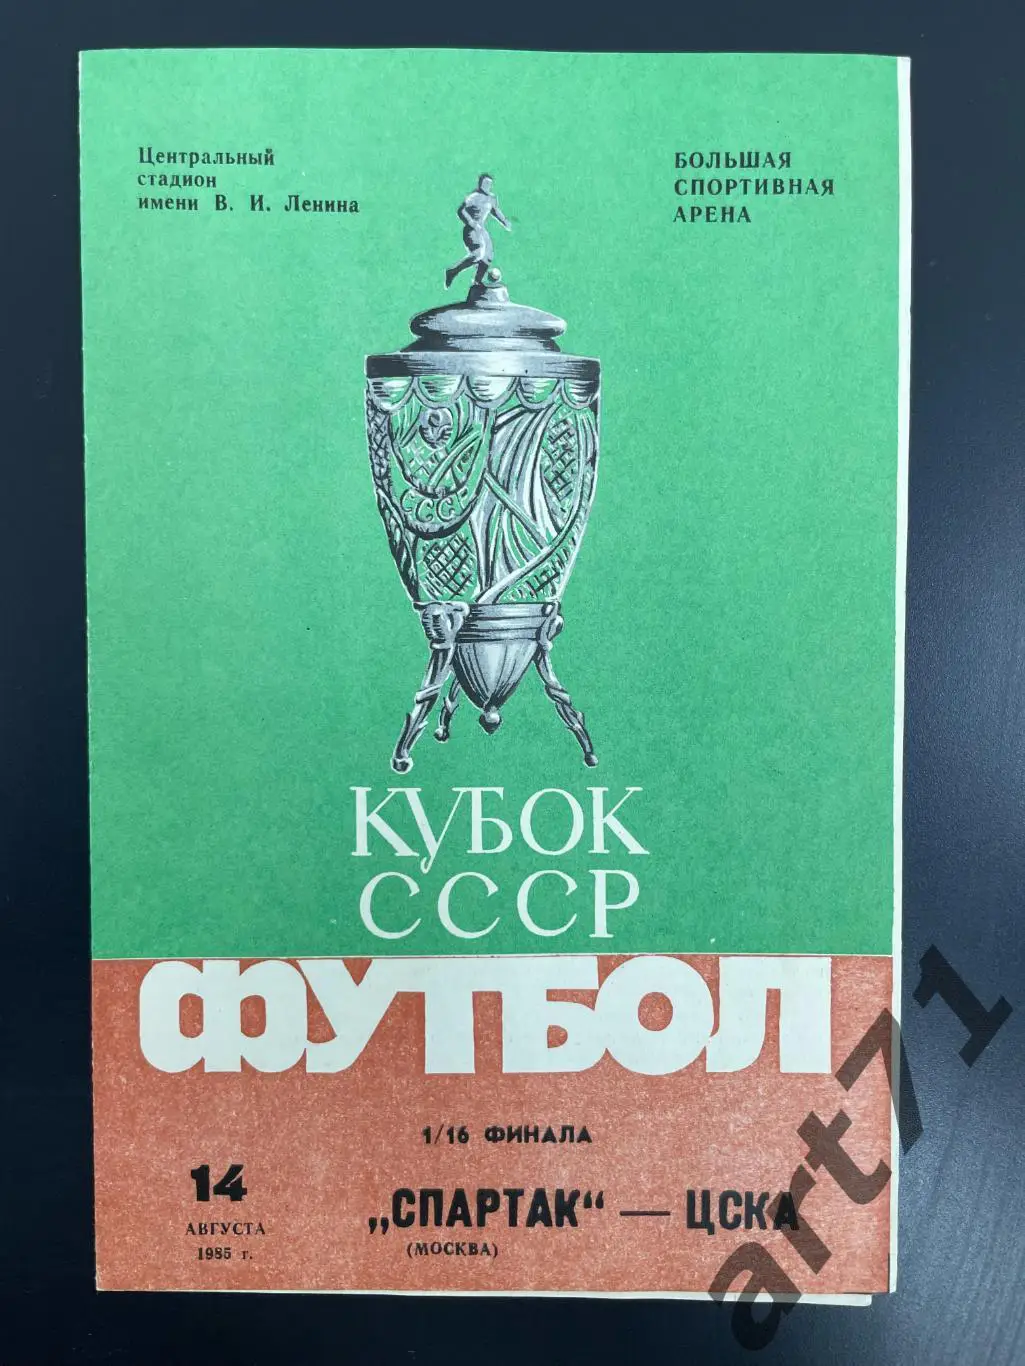 Центральный
стадион
имени В. И. Ленина
БОЛЬШАЯ
СПОРТИВНАЯ
АРЕНА
СССР
КУБОК
СССР
ФУТБОЛ
1/16 ФИНАЛА
14
АВГУСТА
1985 г.
„СПАРТАК“ — ЦСКА
(МОСКВА)
art71